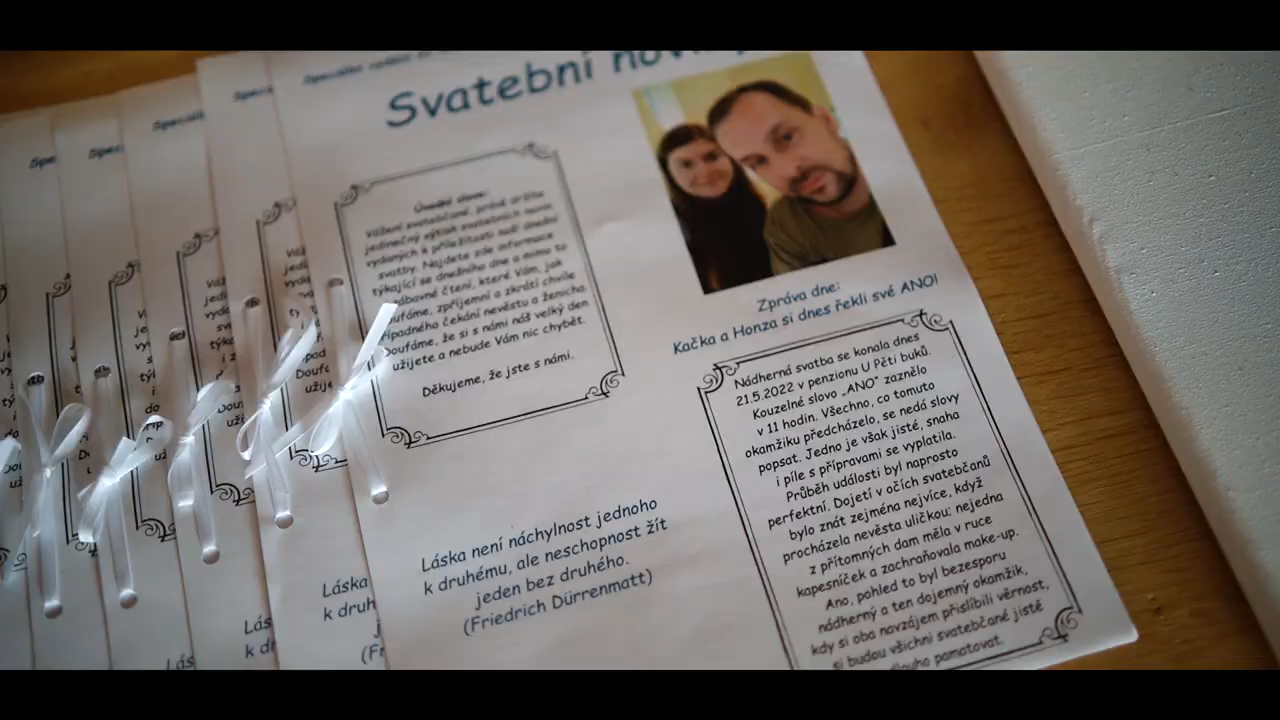 Speciální vydání
Svatební
Úvodní slovo:
Vážení svatebčané, právě držíte
jedinečný výtisk svatebních novin,
vydaných k příležitosti naší dnešní
svatby. Najdete zde informace
týkající se dnešního dne a mimo to
zábavné čtení, které Vám, jak
doufáme, zpříjemní a zkrátí chvíle
případného čekání nevěstu a ženicha.
Doufáme, že si s námi náš velký den
užijete a nebude Vám nic chybět.
Děkujeme, že jste s námi.
Láska není náchylnost jednoho
k druhému, ale neschopnost žít
jeden bez druhého.
(Friedrich Dürrenmatt)
Zpráva dne:
Kačka a Honza si dnes řekli své ANO!
Nádherná svatba se konala dnes
21.5.2022 v penzionu U Pěti buků.
Kouzelné slovo „ANO" zaznělo
v 11 hodin. Všechno, co tomuto
okamžiku předcházelo, se nedá slovy
popsat. Jedno je však jisté, snaha
i píle s přípravami se vyplatila.
Průběh události byl naprosto
perfektní. Dojetí v očích svatebčanů
bylo znát zejména nejvíce, když
procházela nevěsta uličkou; nejedna
z přítomných dam měla v ruce
kapesníček a zachraňovala make-up.
Ano, pohled to byl bezesporu
nádherný a ten dojemný okamžik,
kdy si oba navzájem přislíbili věrnost,
si budou všichni svatebčané jistě
dlouho pamatovat.